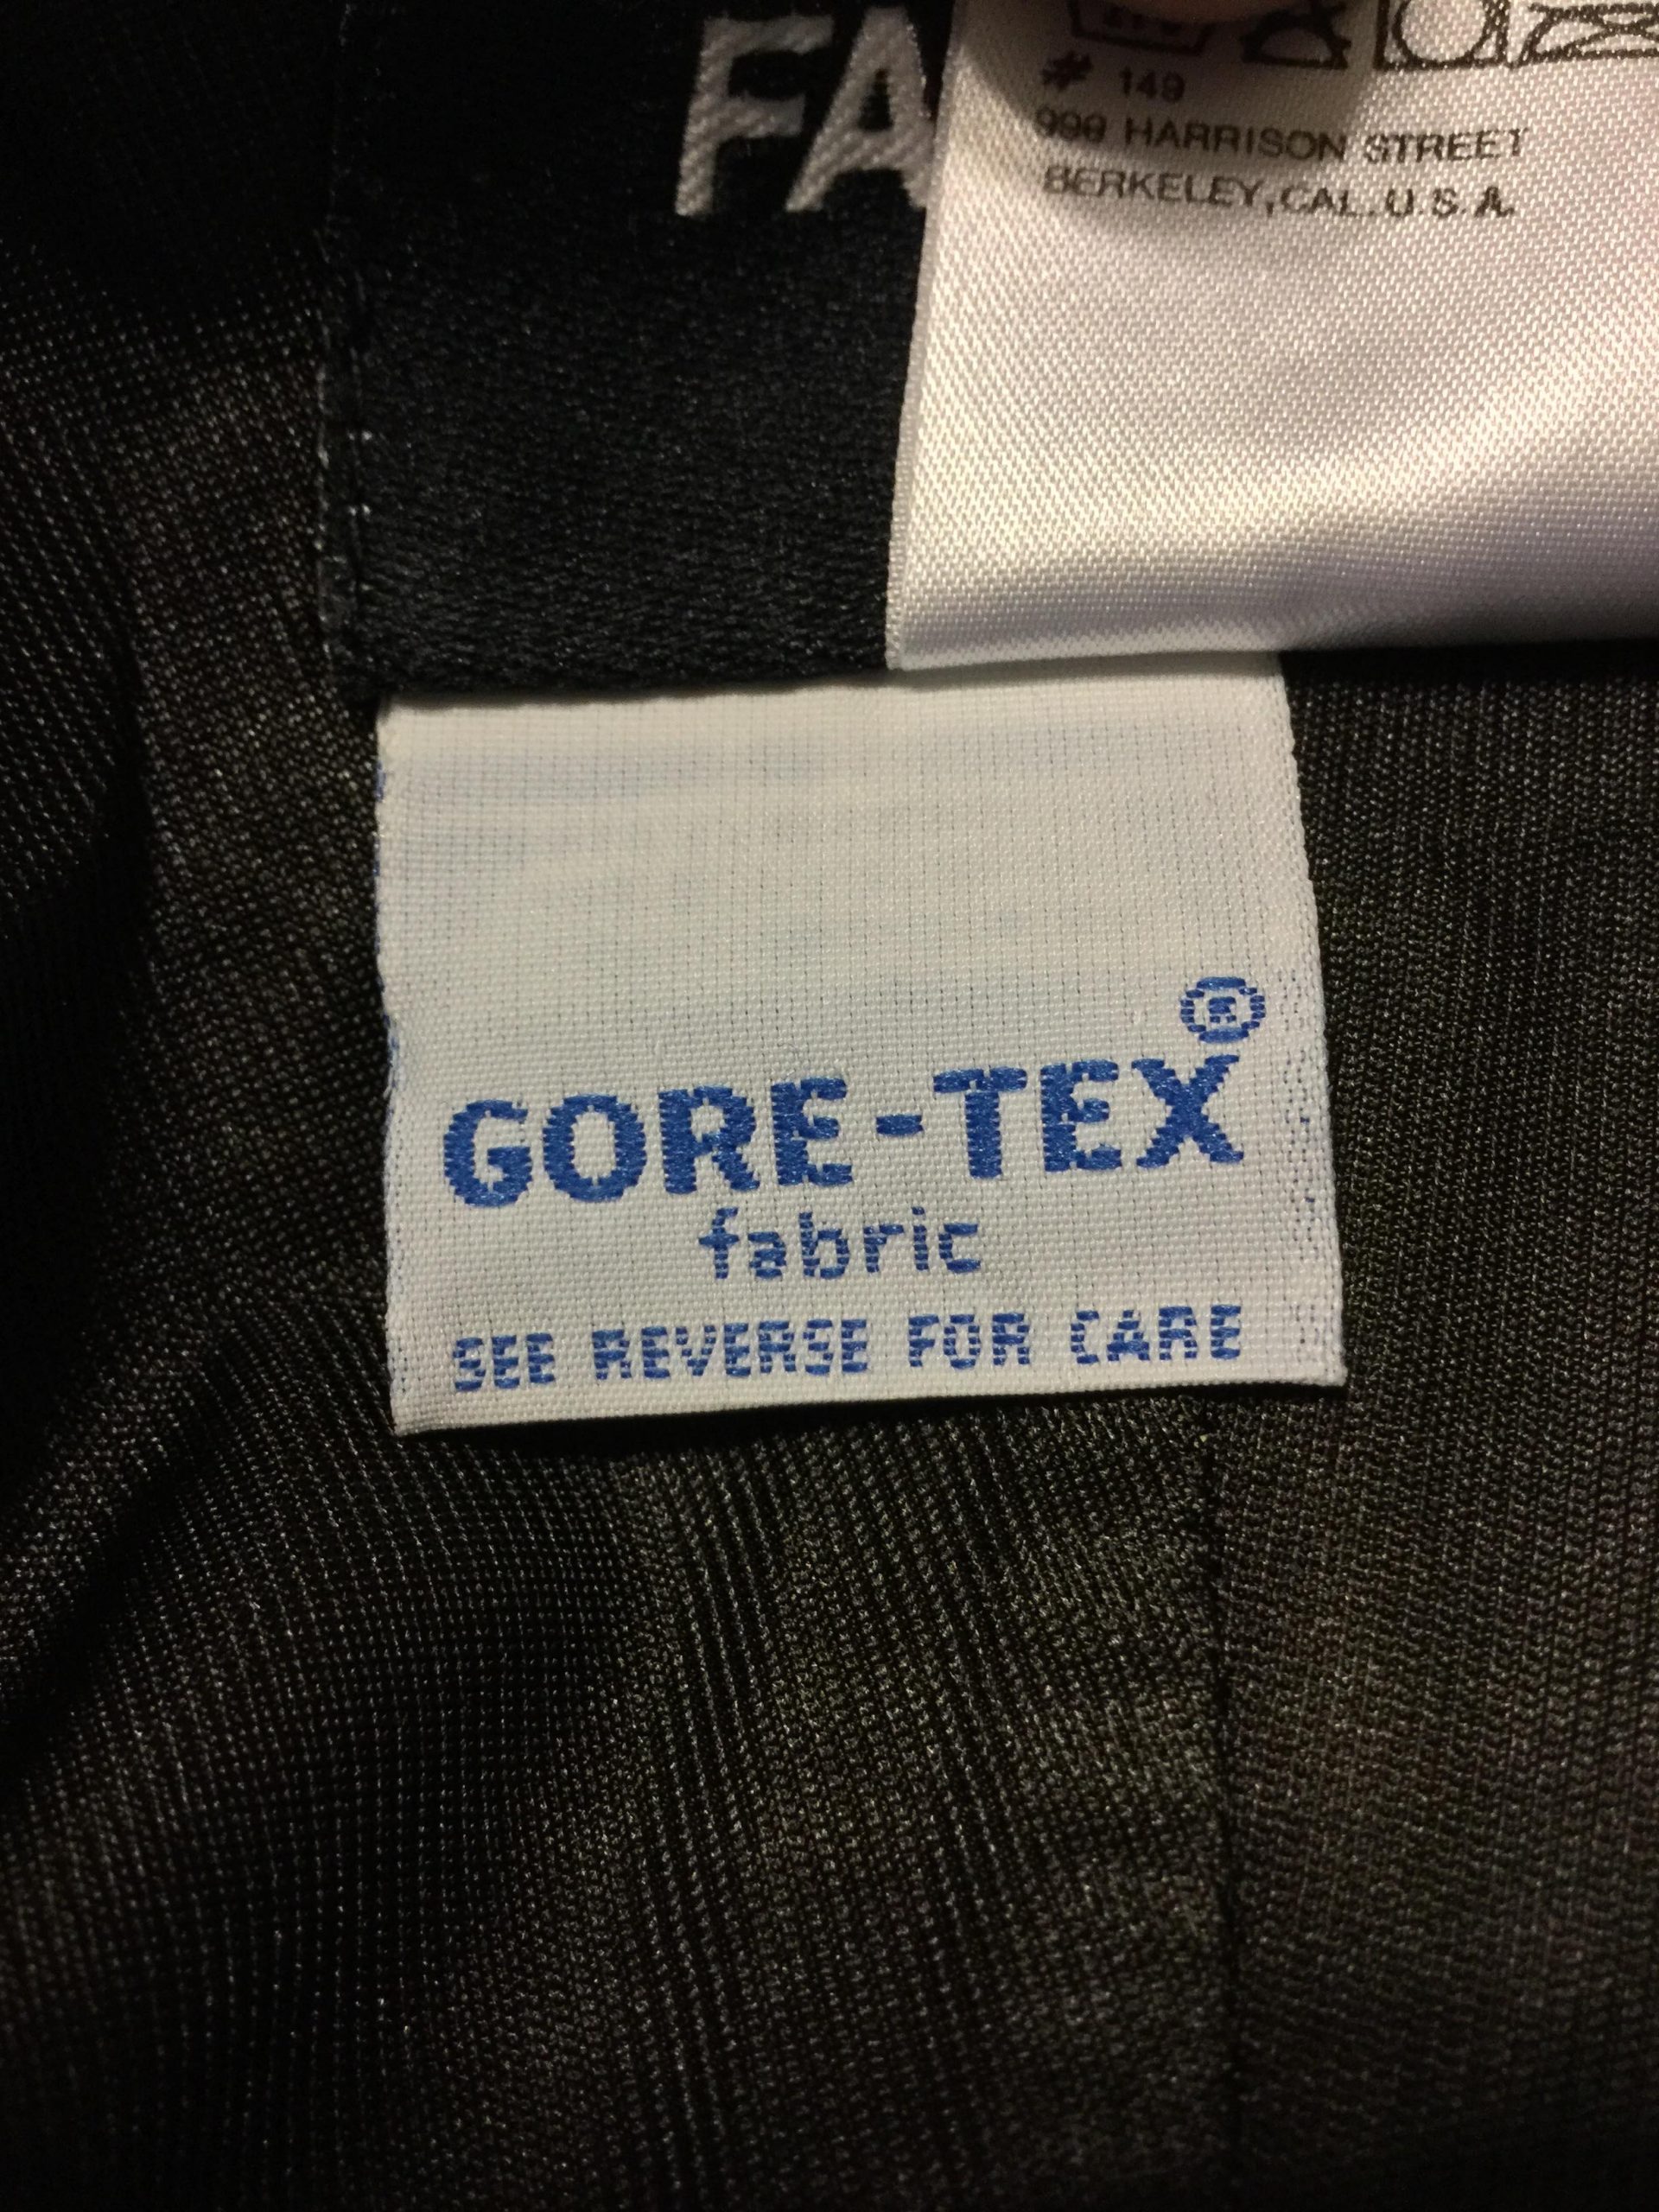 FA
# 149
999 HARRISON STREET
BERKELEY, CAL. U.S.A.
GORE-TEX®
fabric
SEE REVERSE FOR CARE